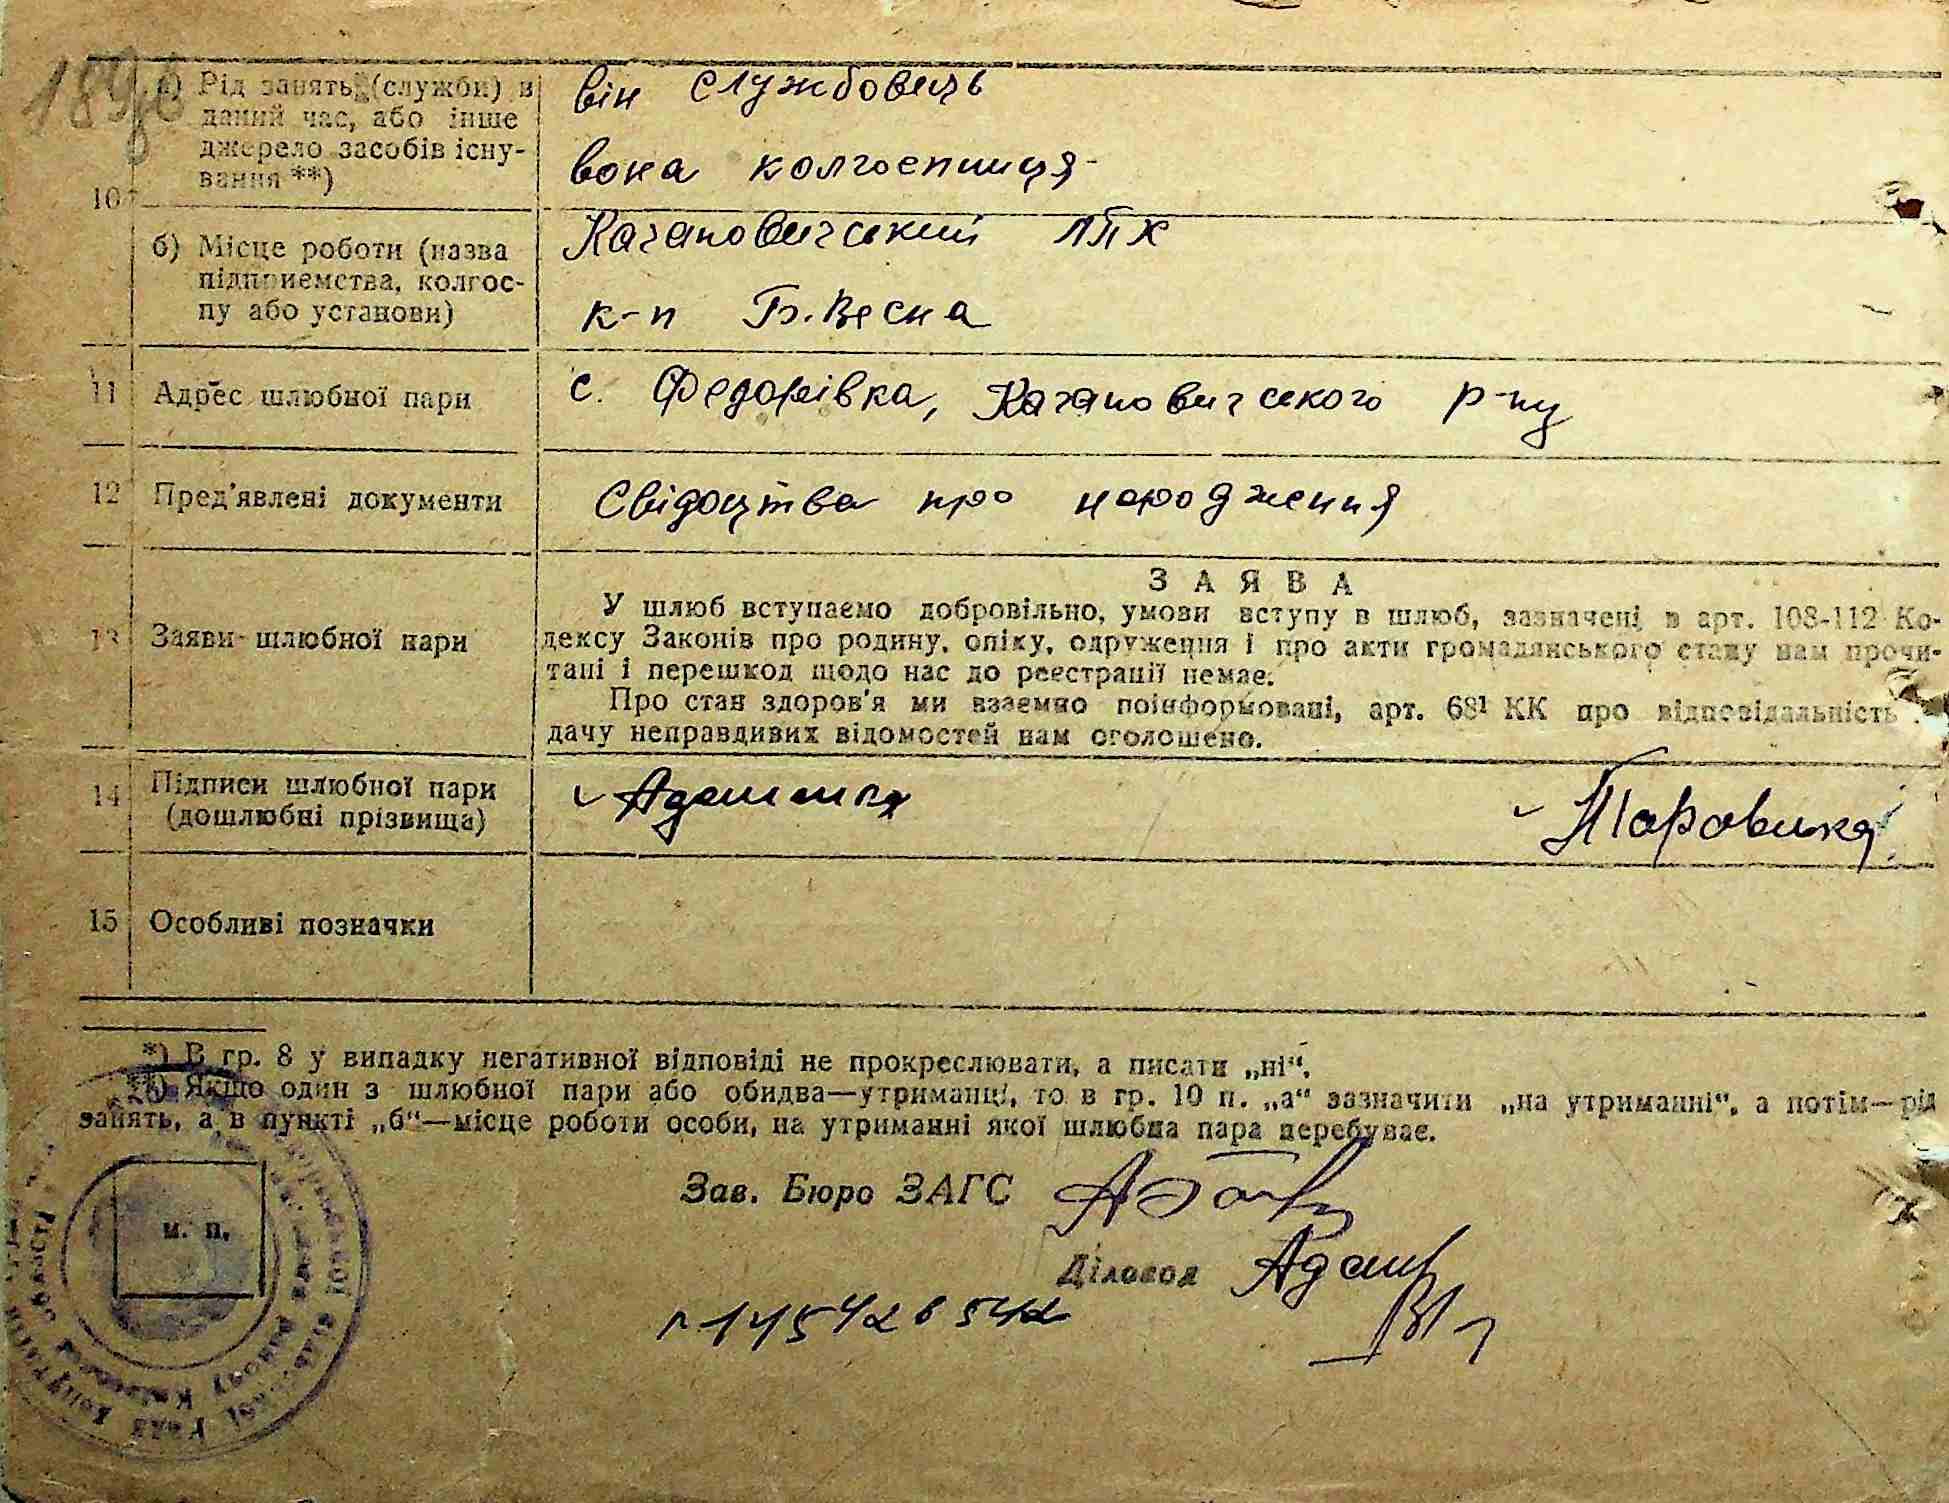 а) Рід занять (служби) в
даний час, або інше
джерело засобів існу-
вання **)
він службовець
вона колгоспниця
10
б) Місце роботи (назва
підприємства, колгос-
пу або установи)
Кагановичський ЛПХ
к-п Б. Весна
11 Адрес шлюбної пари
с. Федорівка, Кагановичського р-ну
12 Пред'явлені документи
Свідоцтва про народження
13 Заяви шлюбної пари
ЗАЯВА
У шлюб вступаємо добровільно, умови вступу в шлюб, зазначені в арт. 108-112 Ко-
дексу Законів про родину, опіку, одруження і про акти громадянського стану нам прочи-
тані і перешкод щодо нас до реєстрації немає.
Про стан здоров'я ми взаємно поінформовані, арт. 68¹ КК про відповідальність
дачу неправдивих відомостей нам оголошено.
14 Підписи шлюбної пари
(дошлюбні прізвища)
15 Особливі позначки
*) В гр. 8 у випадку негативної відповіді не прокреслювати, а писати „ні“.
**) Якщо один з шлюбної пари або обидва—утриманці, то в гр. 10 п. „а“ зазначити „на утриманні“, а потім—рід
занять, а в пункті „б“—місце роботи особи, на утриманні якої шлюбна пара перебуває.
Зав. Бюро ЗАГС
м. п.
Діловод